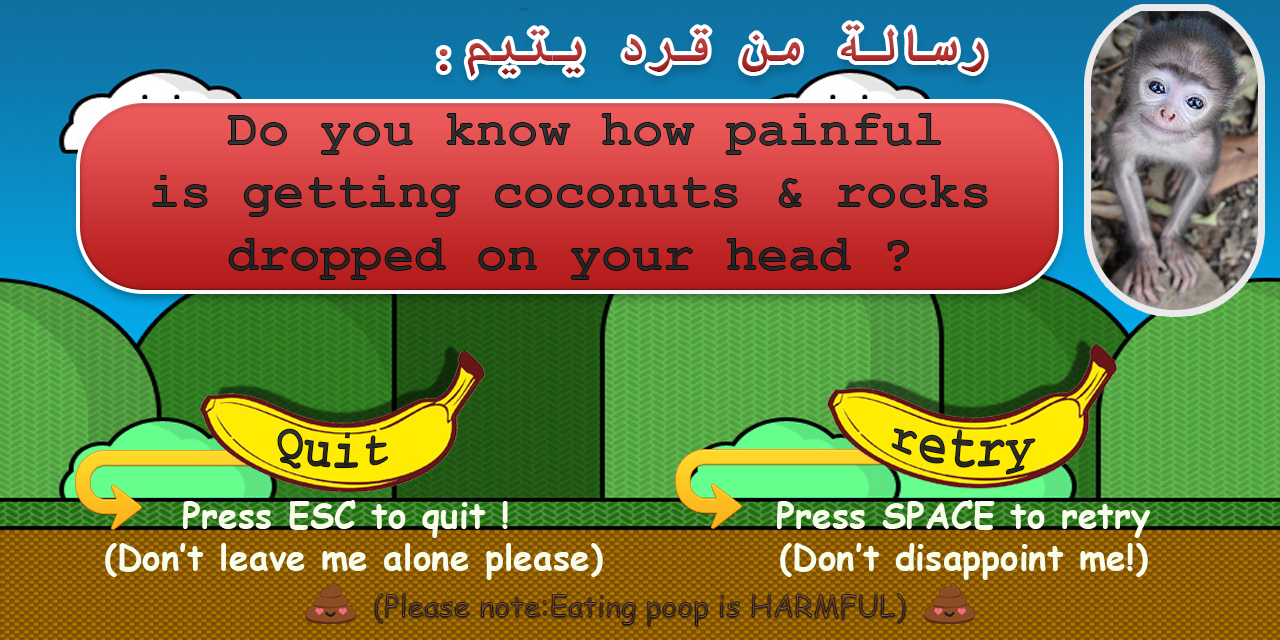 رسالة من قرد يتيم:
Do you know how painful
is getting coconuts & rocks
dropped on your head ?
Quit
retry
Press ESC to quit !
(Don't leave me alone please)
Press SPACE to retry
(Don't disappoint me!)
(Please note:Eating poop is HARMFUL)